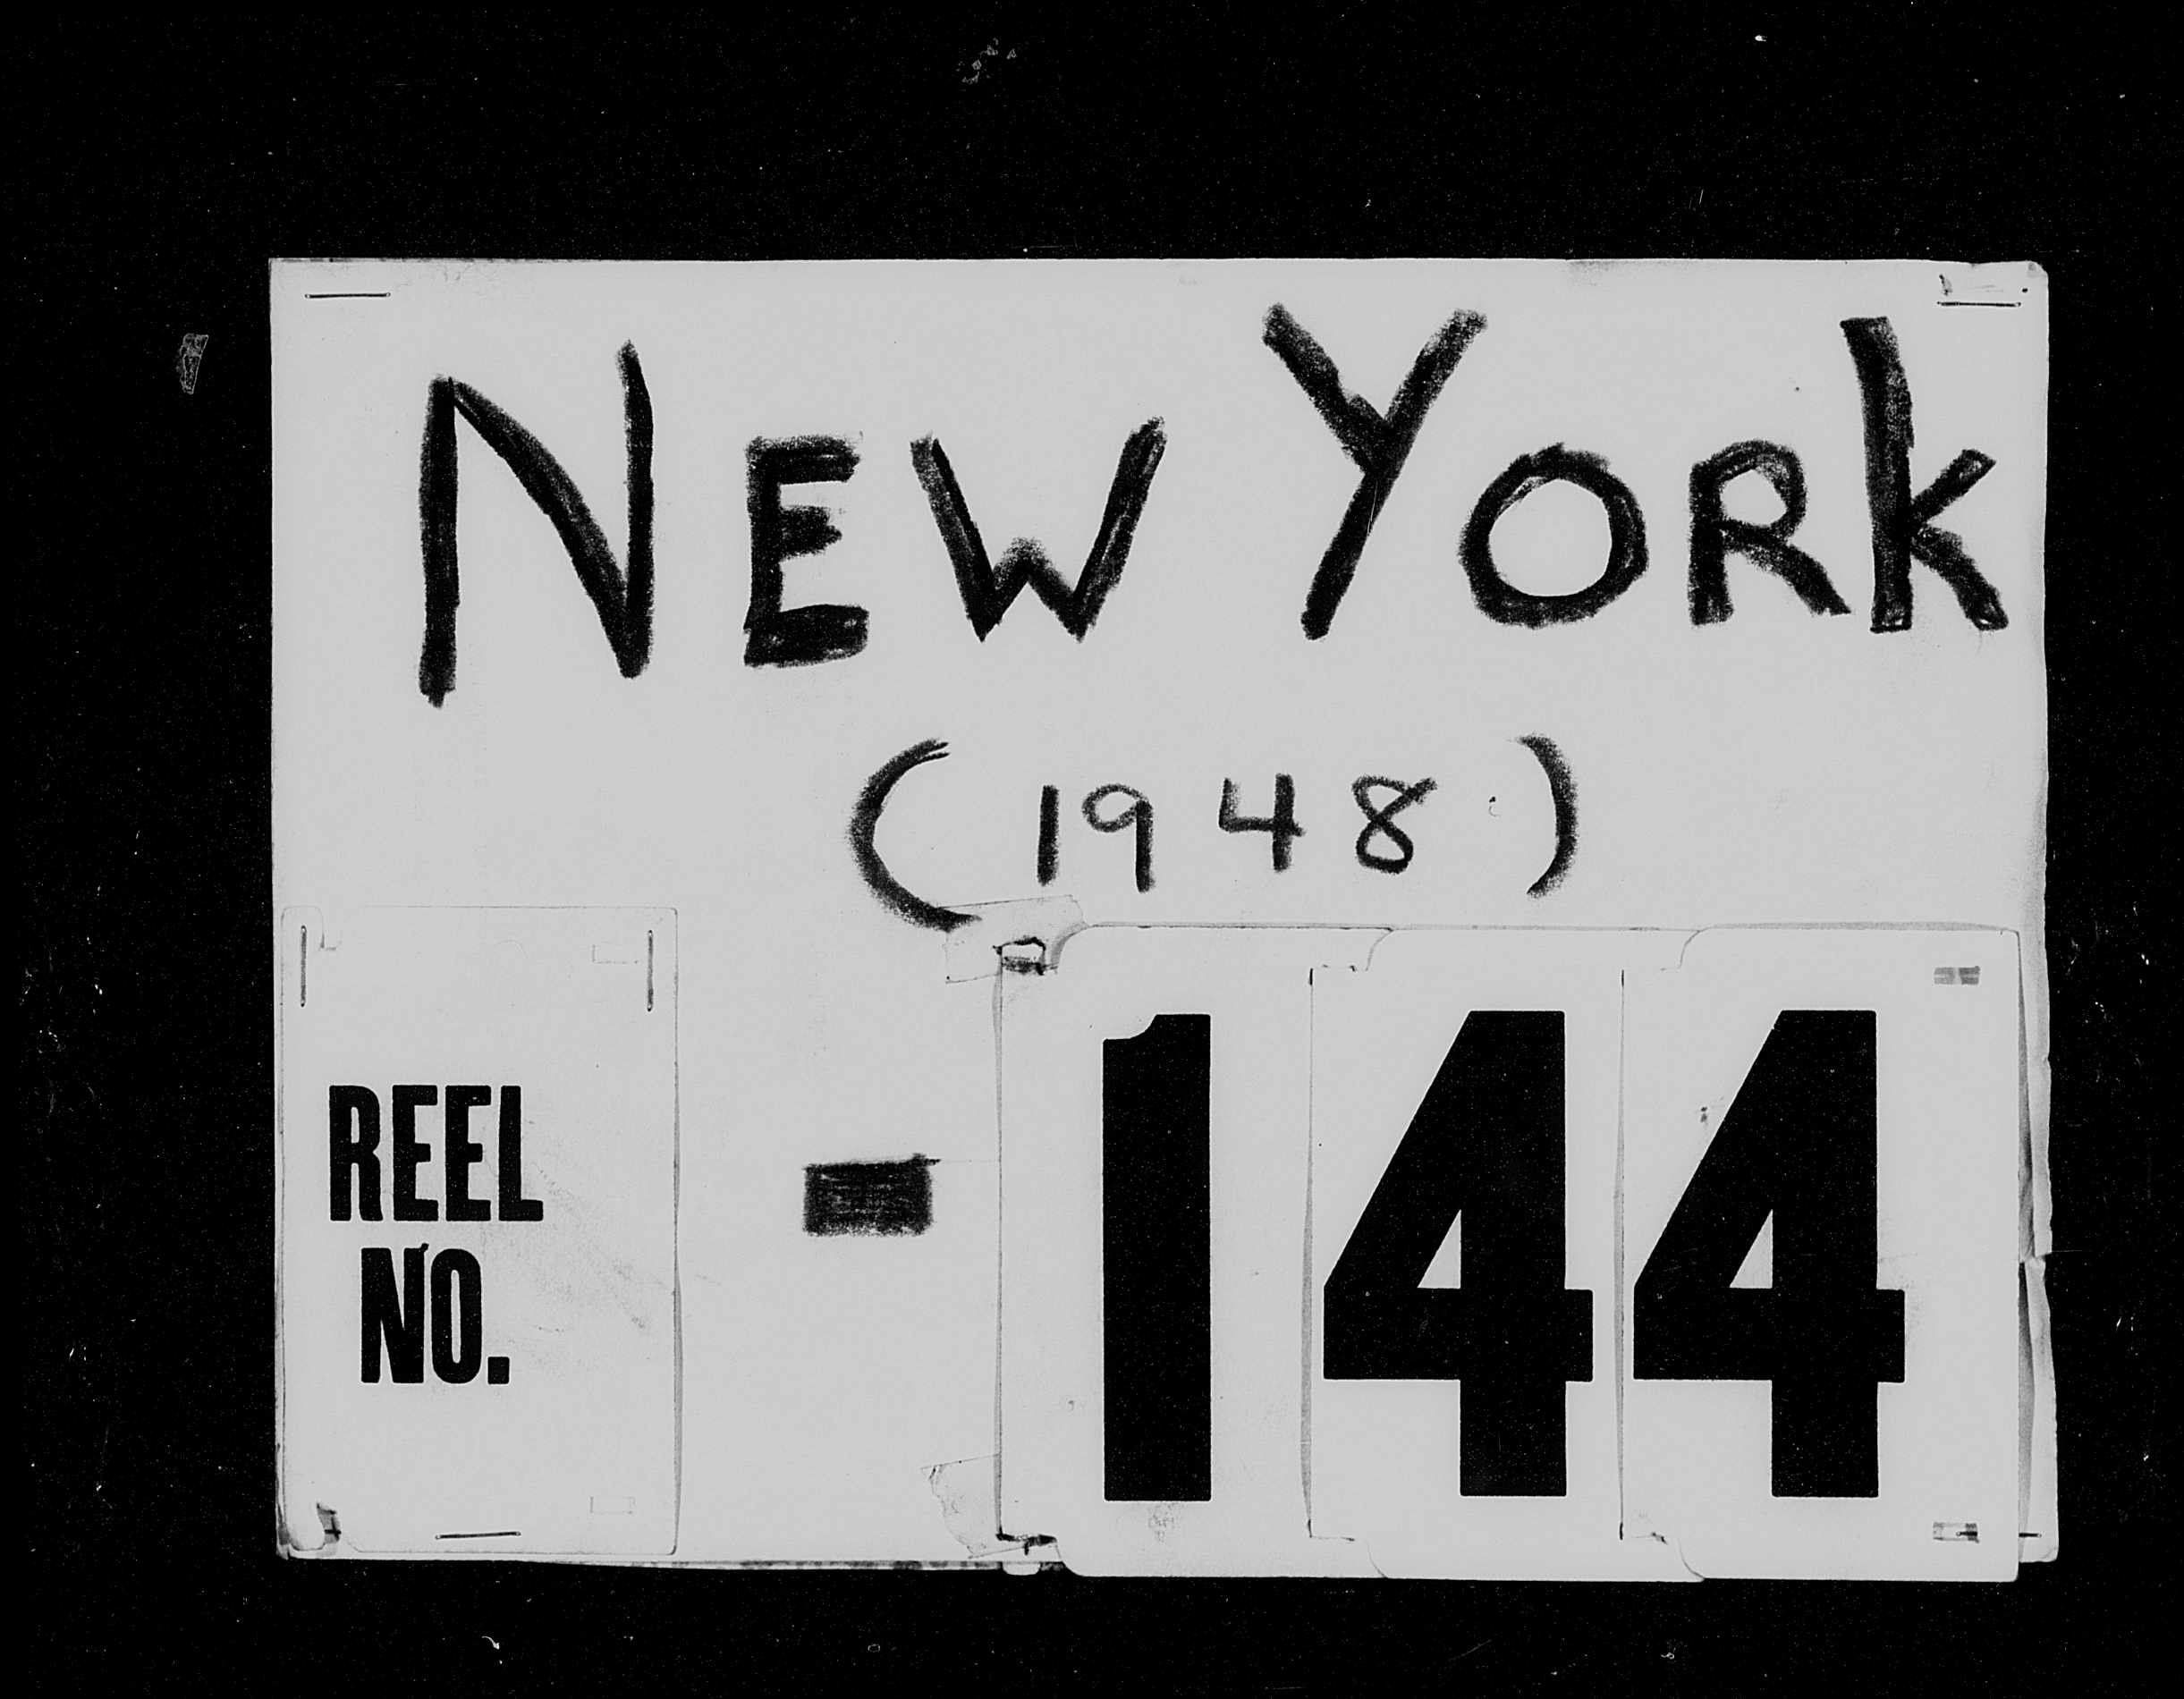 NEW YORK
(1948)
REEL
NO.
- 144